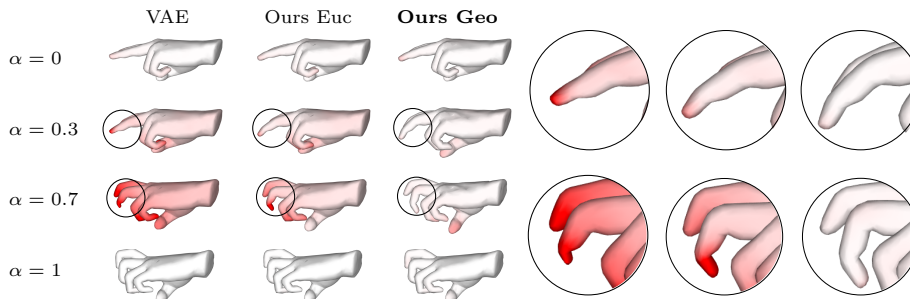 VAE Ours Euc Ours Geo
α = 0
α = 0.3
α = 0.7
α = 1